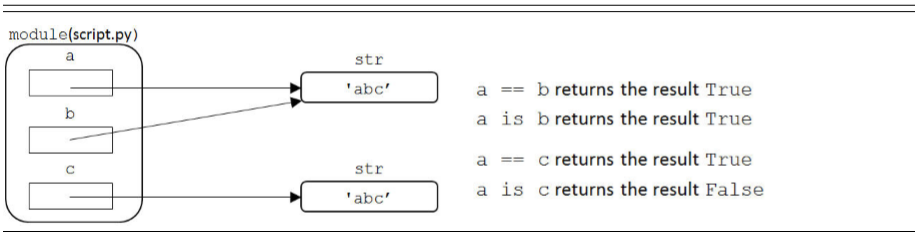 module(script.py)
a
b
c
str
'abc'
str
'abc'
a == b returns the result True
a is b returns the result True
a == c returns the result True
a is c returns the result False